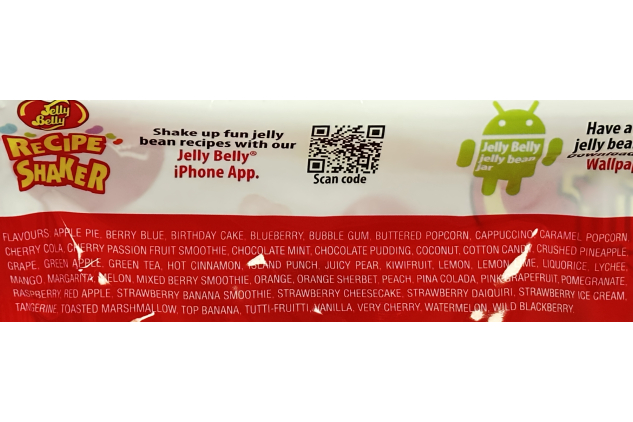 Jelly
Belly
RECIPE
SHAKER
Shake up fun jelly
bean recipes with our
Jelly Belly®
iPhone App.
Scan code
Jelly Belly
jelly bean
jar
Have a
jelly bea
Download
Wallpa
FLAVOURS APPLE PIE, BERRY BLUE, BIRTHDAY CAKE, BLUEBERRY, BUBBLE GUM, BUTTERED POPCORN, CAPPUCCINO, CARAMEL POPCORN,
CHERRY COLA, CHERRY PASSION FRUIT SMOOTHIE, CHOCOLATE MINT, CHOCOLATE PUDDING, COCONUT, COTTON CANDY, CRUSHED PINEAPPLE,
GRAPE, GREEN APPLE, GREEN TEA, HOT CINNAMON, ISLAND PUNCH, JUICY PEAR, KIWIFRUIT, LEMON, LEMON LIME, LIQUORICE, LYCHEE,
MANGO, MARGARITA, MELON, MIXED BERRY SMOOTHIE, ORANGE, ORANGE SHERBET, PEACH, PINA COLADA, PINK GRAPEFRUIT, POMEGRANATE,
RASPBERRY, RED APPLE, STRAWBERRY BANANA SMOOTHIE, STRAWBERRY CHEESECAKE, STRAWBERRY DAIQUIRI, STRAWBERRY ICE CREAM,
TANGERINE, TOASTED MARSHMALLOW, TOP BANANA, TUTTI-FRUTTI, VANILLA, VERY CHERRY, WATERMELON, WILD BLACKBERRY.